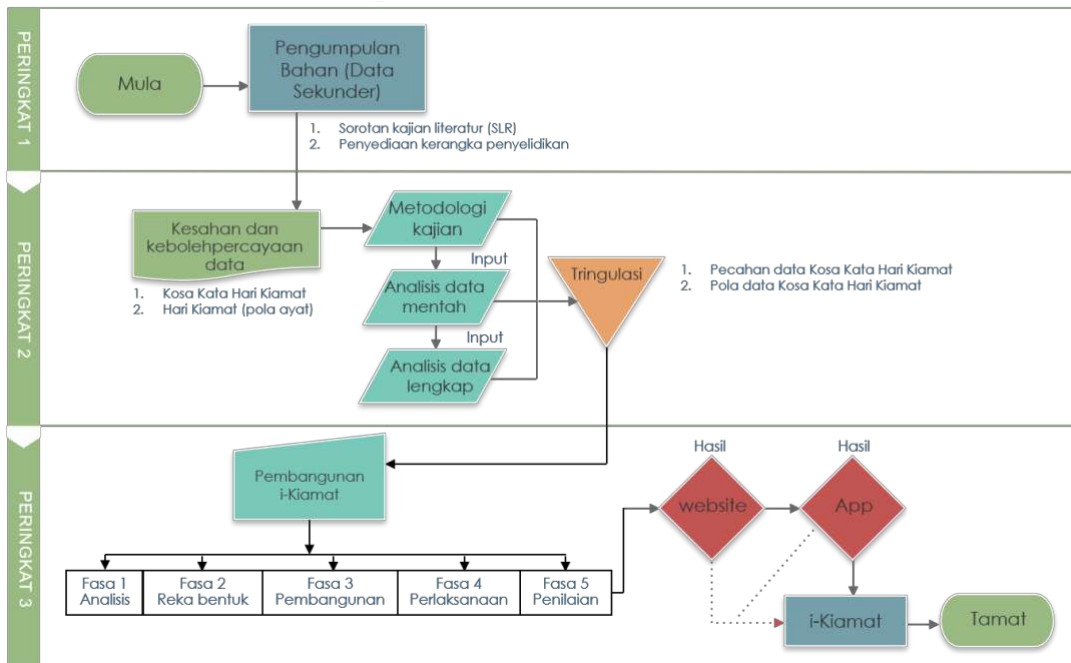 PERINGKAT 1
Mula
Pengumpulan
Bahan (Data
Sekunder)
1. Sorotan kajian literatur (SLR)
2. Penyediaan kerangka penyelidikan
PERINGKAT 2
Kesahan dan
kebolehpercayaan
data
1. Kosa Kata Hari Kiamat
2. Hari Kiamat (pola ayat)
Metodologi
kajian
Input
Analisis data
mentah
Input
Analisis data
lengkap
Tringulasi
1. Pecahan data Kosa Kata Hari Kiamat
2. Pola data Kosa Kata Hari Kiamat
PERINGKAT 3
Pembangunan
i-Kiamat
Fasa 1
Analisis
Fasa 2
Reka bentuk
Fasa 3
Pembangunan
Fasa 4
Perlaksanaan
Fasa 5
Penilaian
Hasil
website
Hasil
App
i-Kiamat
Tamat